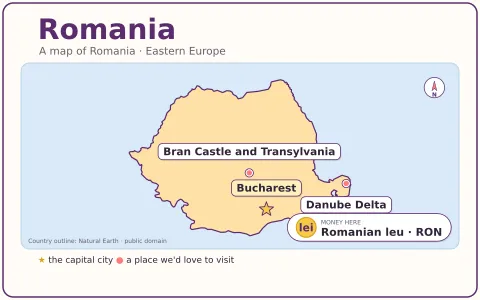 Romania
A map of Romania · Eastern Europe
N
Bran Castle and Transylvania
Bucharest
Danube Delta
lei
MONEY HERE
Romanian leu · RON
Country outline: Natural Earth · public domain
★ the capital city ● a place we'd love to visit